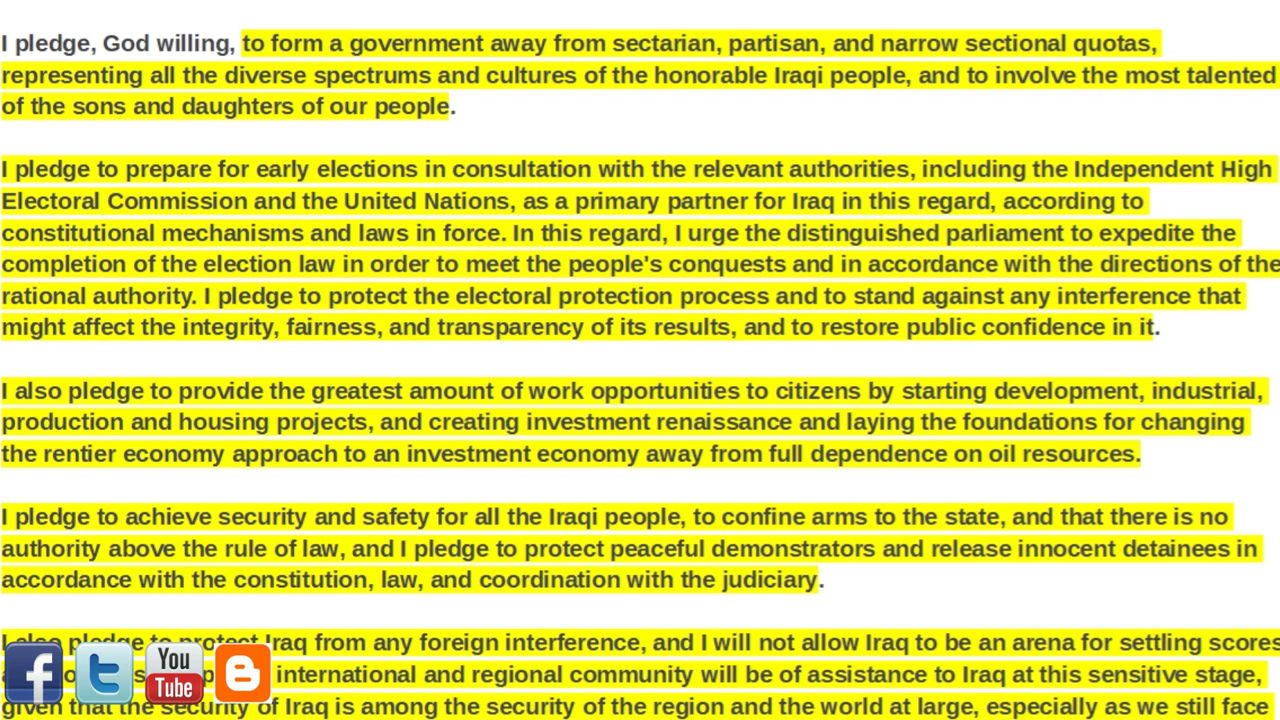 I pledge, God willing, to form a government away from sectarian, partisan, and narrow sectional quotas,
representing all the diverse spectrums and cultures of the honorable Iraqi people, and to involve the most talented
of the sons and daughters of our people.
I pledge to prepare for early elections in consultation with the relevant authorities, including the Independent High
Electoral Commission and the United Nations, as a primary partner for Iraq in this regard, according to
constitutional mechanisms and laws in force. In this regard, I urge the distinguished parliament to expedite the
completion of the election law in order to meet the people's conquests and in accordance with the directions of the
rational authority. I pledge to protect the electoral protection process and to stand against any interference that
might affect the integrity, fairness, and transparency of its results, and to restore public confidence in it.
I also pledge to provide the greatest amount of work opportunities to citizens by starting development, industrial,
production and housing projects, and creating investment renaissance and laying the foundations for changing
the rentier economy approach to an investment economy away from full dependence on oil resources.
I pledge to achieve security and safety for all the Iraqi people, to confine arms to the state, and that there is no
authority above the rule of law, and I pledge to protect peaceful demonstrators and release innocent detainees in
accordance with the constitution, law, and coordination with the judiciary.
I also pledge to protect Iraq from any foreign interference, and I will not allow Iraq to be an arena for settling scores
international and regional community will be of assistance to Iraq at this sensitive stage,
given that the security of Iraq is among the security of the region and the world at large, especially as we still face
f
t
You
Tube
B